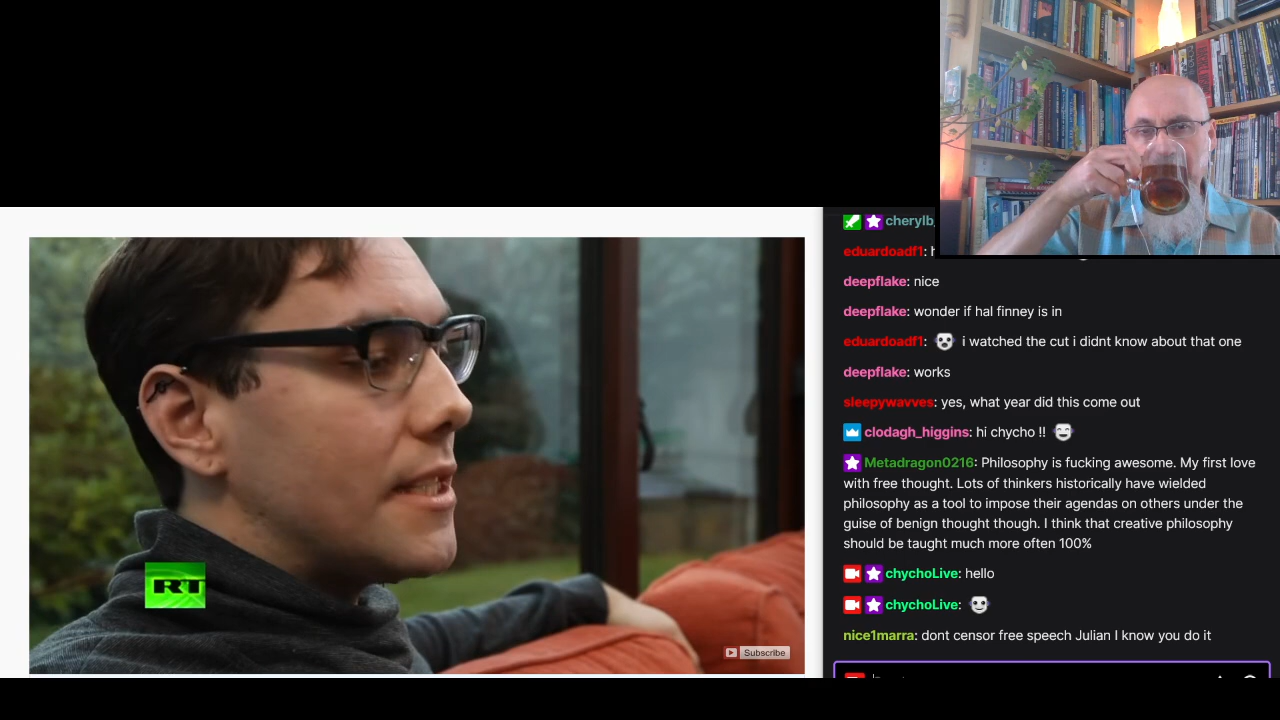 cherylb
eduardoadf1:
deepflake: nice
deepflake: wonder if hal finney is in
eduardoadf1: i watched the cut i didnt know about that one
deepflake: works
sleepywavves: yes, what year did this come out
clodagh_higgins: hi chycho !!
Metadragon0216: Philosophy is fucking awesome. My first love
with free thought. Lots of thinkers historically have wielded
philosophy as a tool to impose their agendas on others under the
guise of benign thought though. I think that creative philosophy
should be taught much more often 100%
chychoLive: hello
chychoLive:
nice1marra: dont censor free speech Julian I know you do it
RT
Subscribe